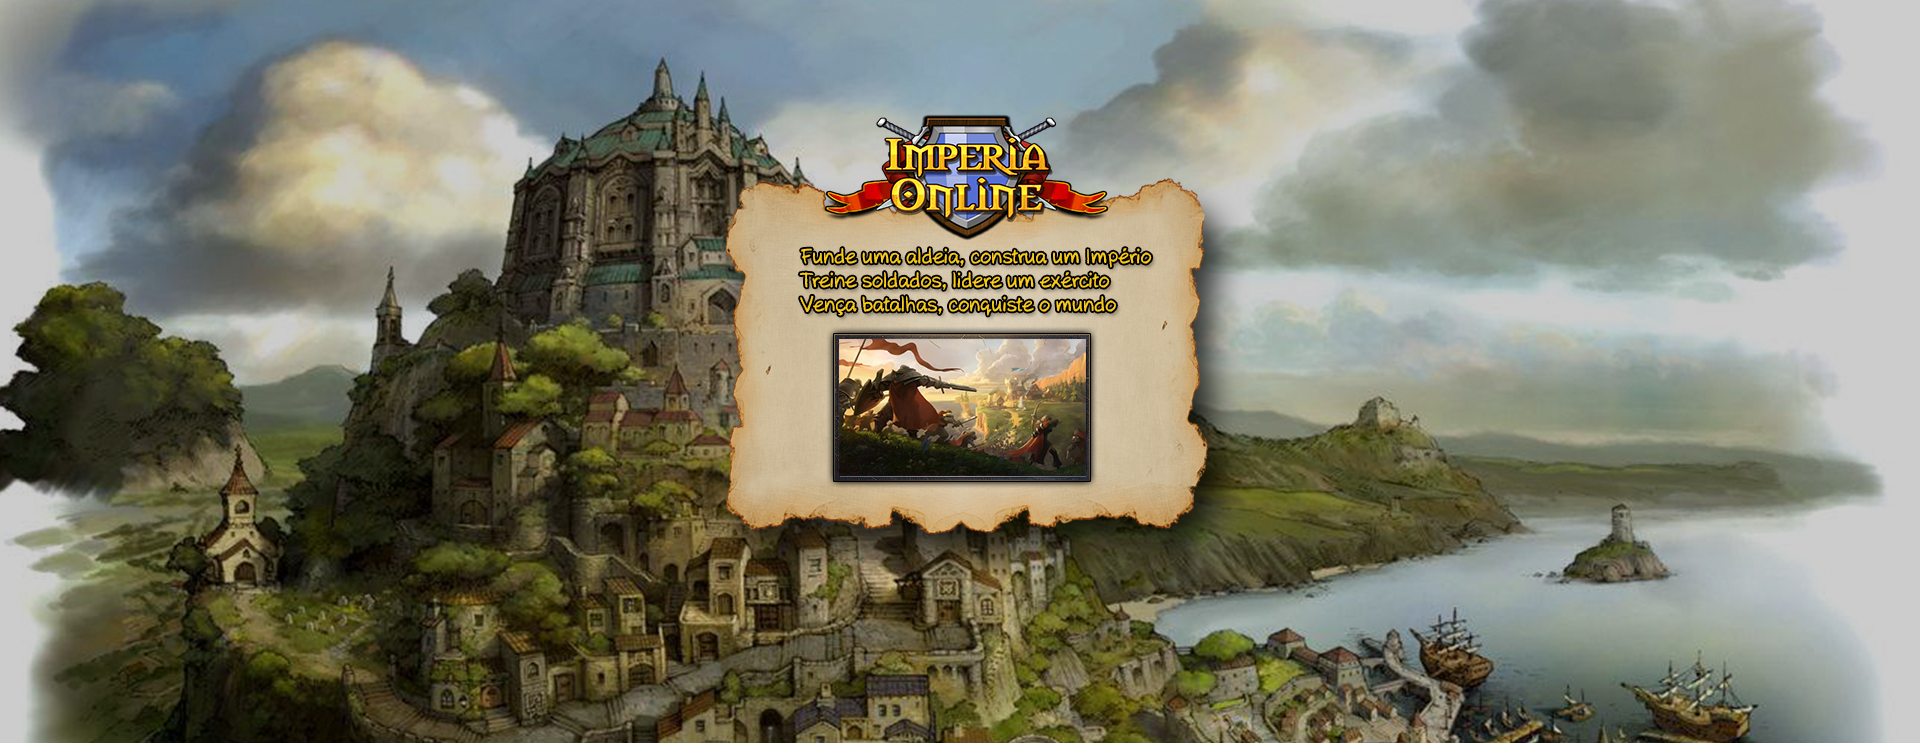 IMPERIA
ONLINE
Funde uma aldeia, construa um Império
Treine soldados, lidere um exército
Vença batalhas, conquiste o mundo